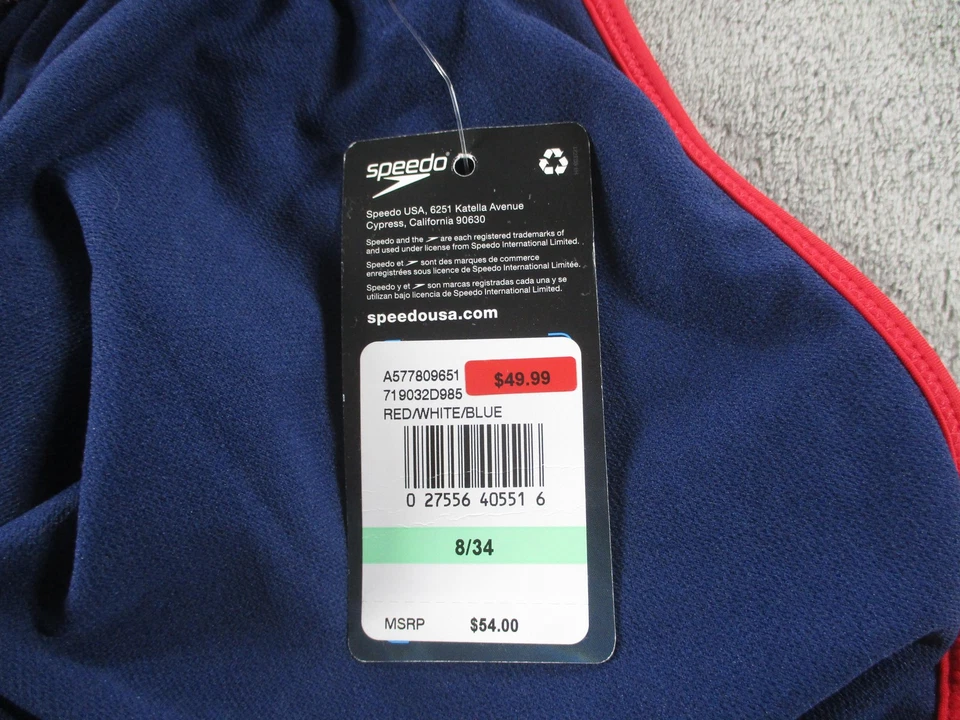 speedo
Speedo USA, 6251 Katella Avenue
Cypress, California 90630
Speedo and the are each registered trademarks of
and used under license from Speedo International Limited.
Speedo et sont des marques de commerce
enregistrées sous licence de Speedo International Limitée.
Speedo y et son marcas registradas cada una y se
utilizan bajo licencia de Speedo International Limited.
speedousa.com
A577809651 $49.99
719032D985
RED/WHITE/BLUE
0 27556 40551 6
8/34
MSRP $54.00